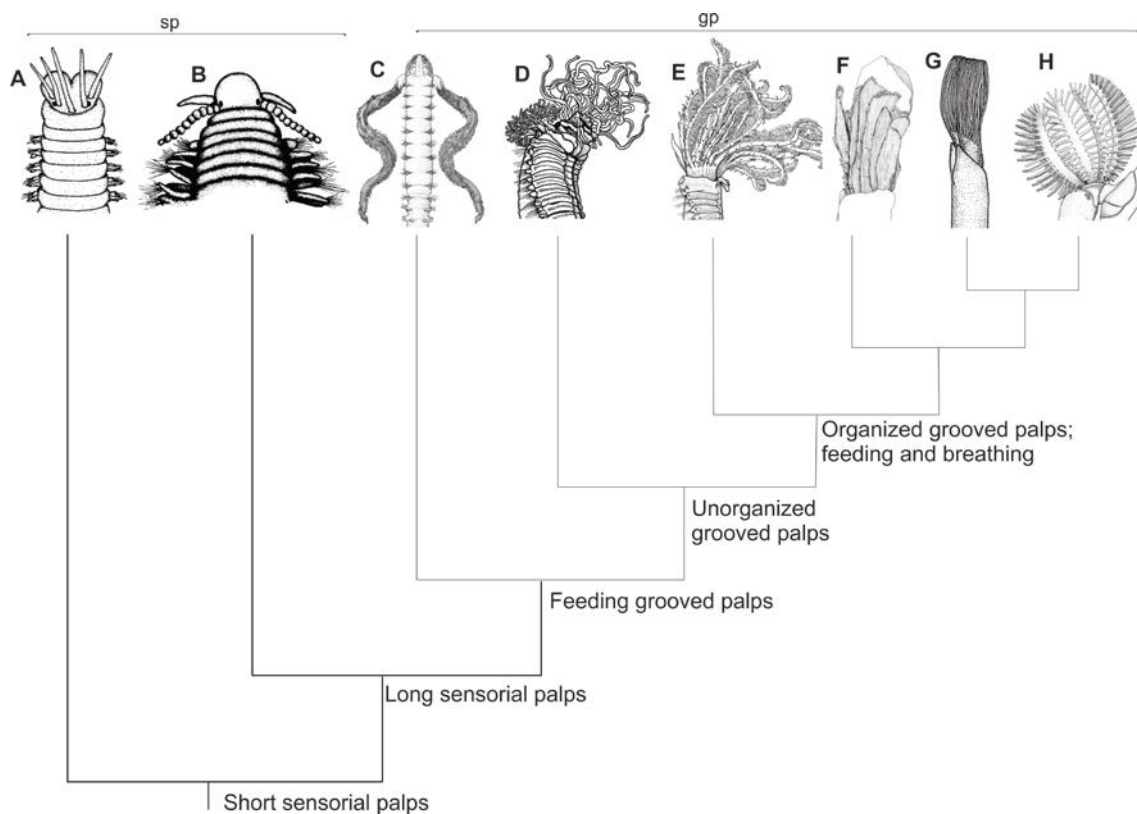 sp
gp
A
B
C
D
E
F
G
H
Organized grooved palps;
feeding and breathing
Unorganized
grooved palps
Feeding grooved palps
Long sensorial palps
Short sensorial palps